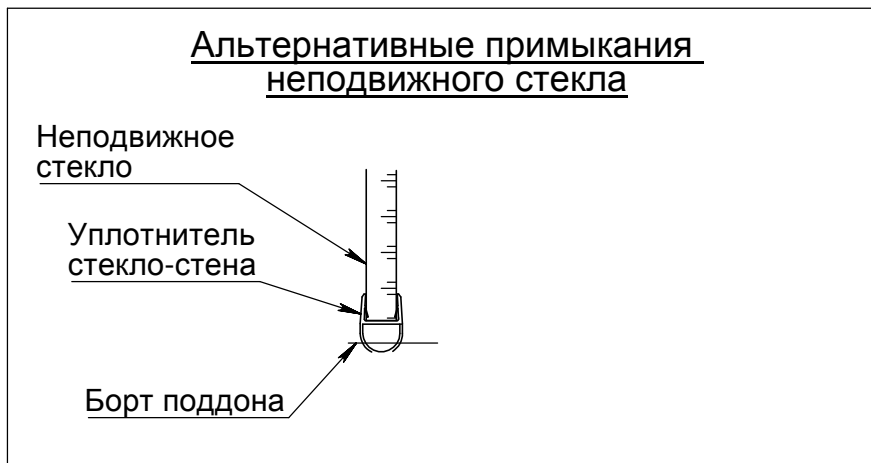 Альтернативные примыкания
неподвижного стекла
Неподвижное
стекло
Уплотнитель
стекло-стена
Борт поддона